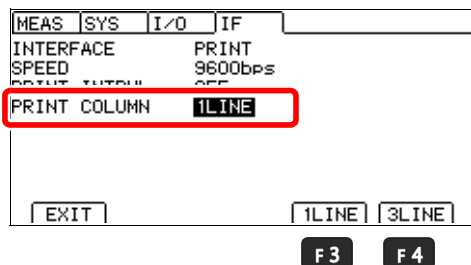 MEAS SYS I/O IF
INTERFACE PRINT
SPEED 9600bps
PRINT COLUMN 1LINE
EXIT 1LINE 3LINE
F3 F4